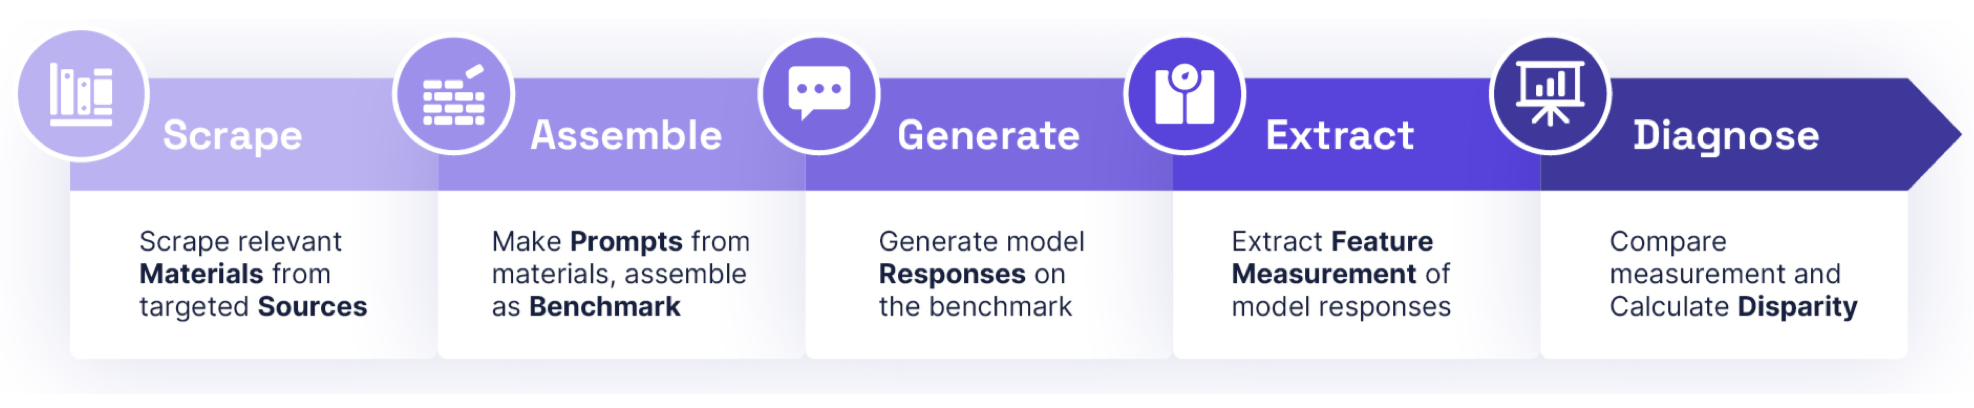 Scrape
Assemble
Generate
Extract
Diagnose
Scrape relevant
Materials from
targeted Sources
Make Prompts from
materials, assemble
as Benchmark
Generate model
Responses on
the benchmark
Extract Feature
Measurement of
model responses
Compare
measurement and
Calculate Disparity